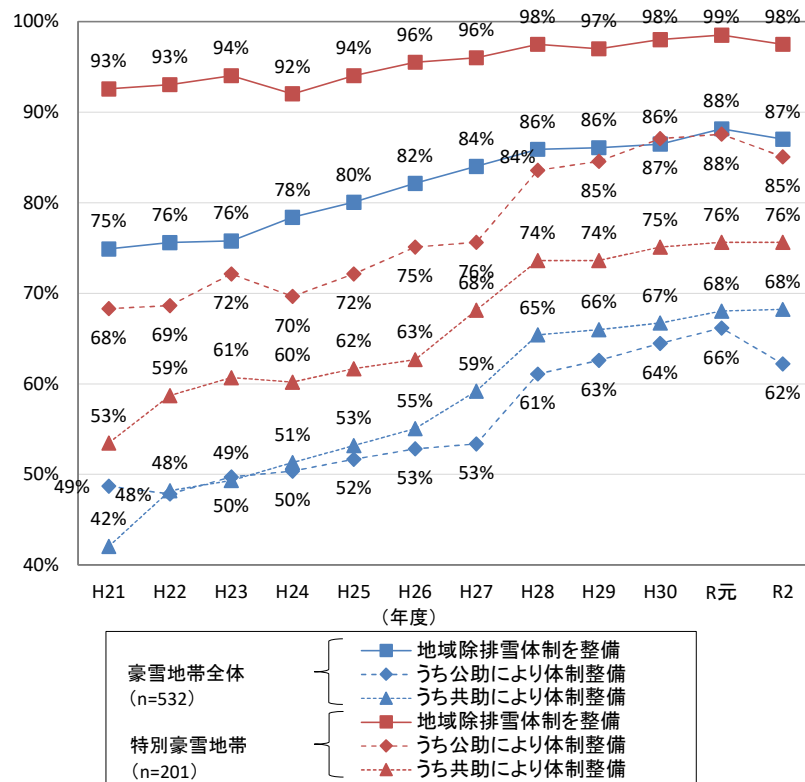 100%
98% 97% 98% 99% 98%
96% 96%
93% 93% 94% 92% 94%
90%
88% 87%
86% 86% 86%
84% 84%
82%
80%
80%
78%
75% 76% 76%
87% 88%
85% 85%
76% 76%
74% 74% 75%
75% 76%
72% 72%
70%
68% 69% 70%
68%
68% 68%
65% 66% 67%
66%
63% 64%
61% 62%
61% 60% 62% 63%
60%
59% 59%
53% 55%
53%
51%
50%
49% 48% 48% 49%
50% 50% 52% 53% 53%
42%
40%
H21 H22 H23 H24 H25 H26 H27 H28 H29 H30 R元 R2
(年度)
豪雪地帯全体
(n=532)
地域除排雪体制を整備
うち公助により体制整備
うち共助により体制整備
特別豪雪地帯
(n=201)
地域除排雪体制を整備
うち公助により体制整備
うち共助により体制整備